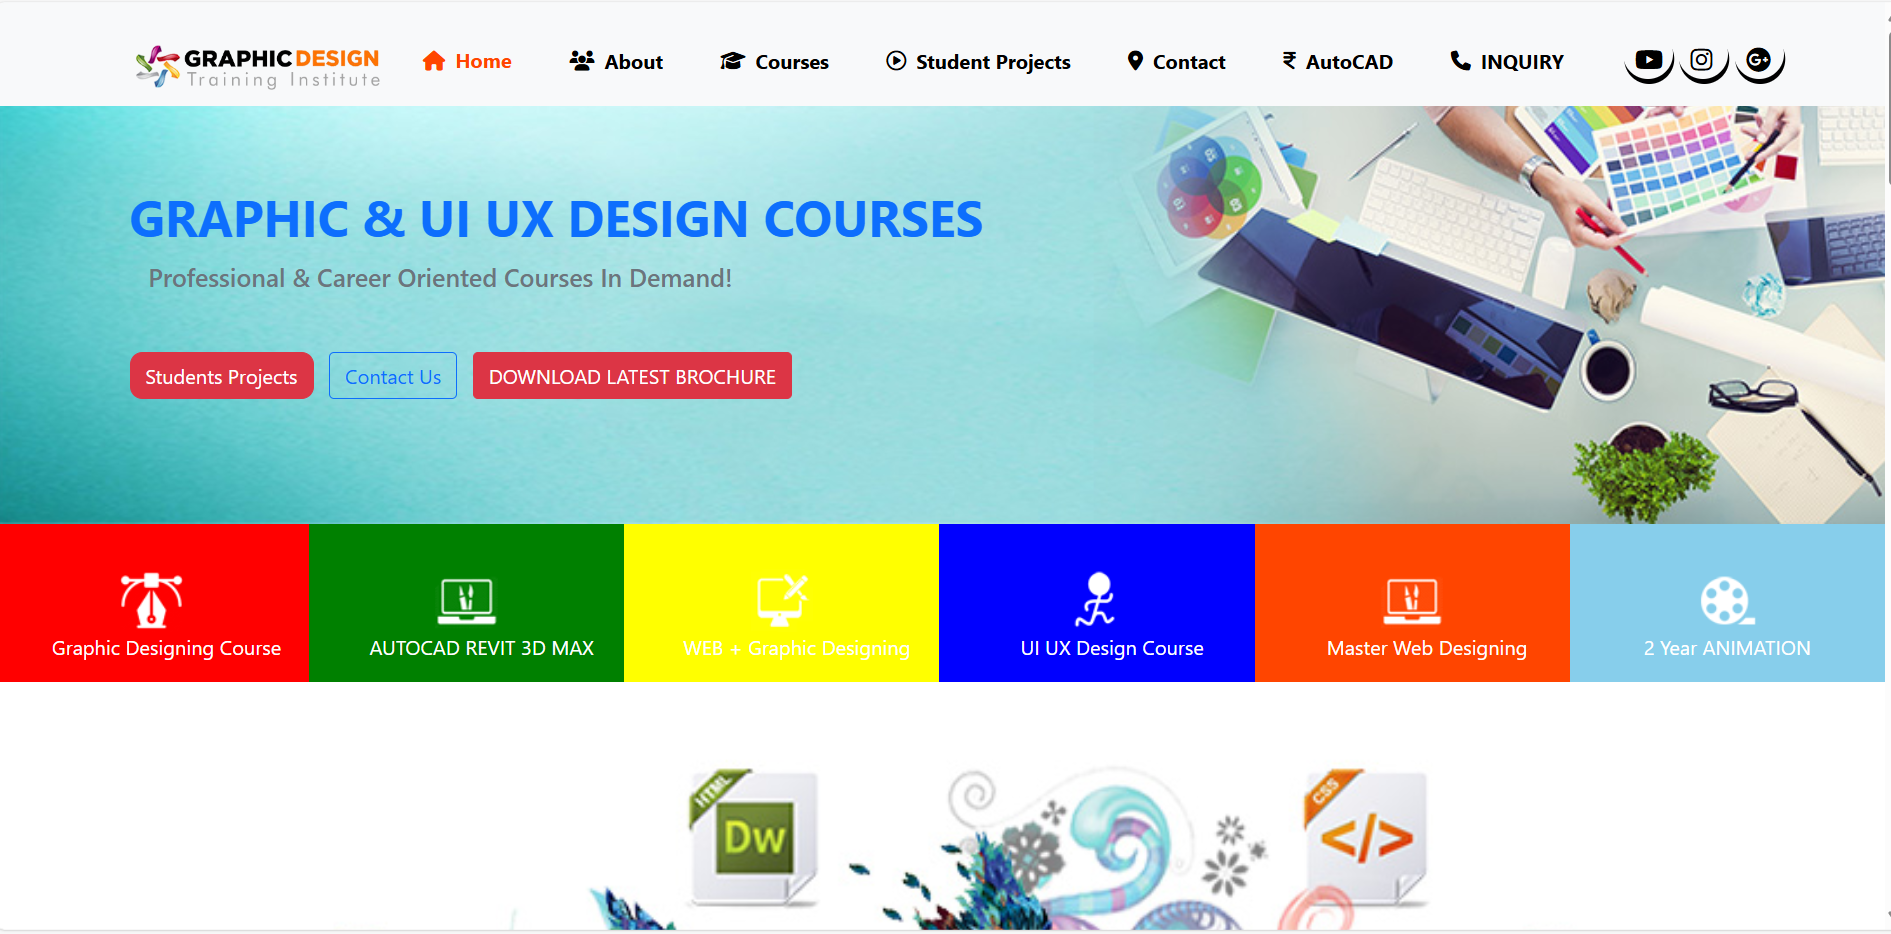 GRAPHIC DESIGN
Training Institute
Home
About
Courses
Student Projects
Contact
₹ AutoCAD
INQUIRY
G+
GRAPHIC & UI UX DESIGN COURSES
Professional & Career Oriented Courses In Demand!
Students Projects
Contact Us
DOWNLOAD LATEST BROCHURE
Graphic Designing Course
AUTOCAD REVIT 3D MAX
WEB + Graphic Designing
UI UX Design Course
Master Web Designing
2 Year ANIMATION
HTML
Dw
CSS
</>